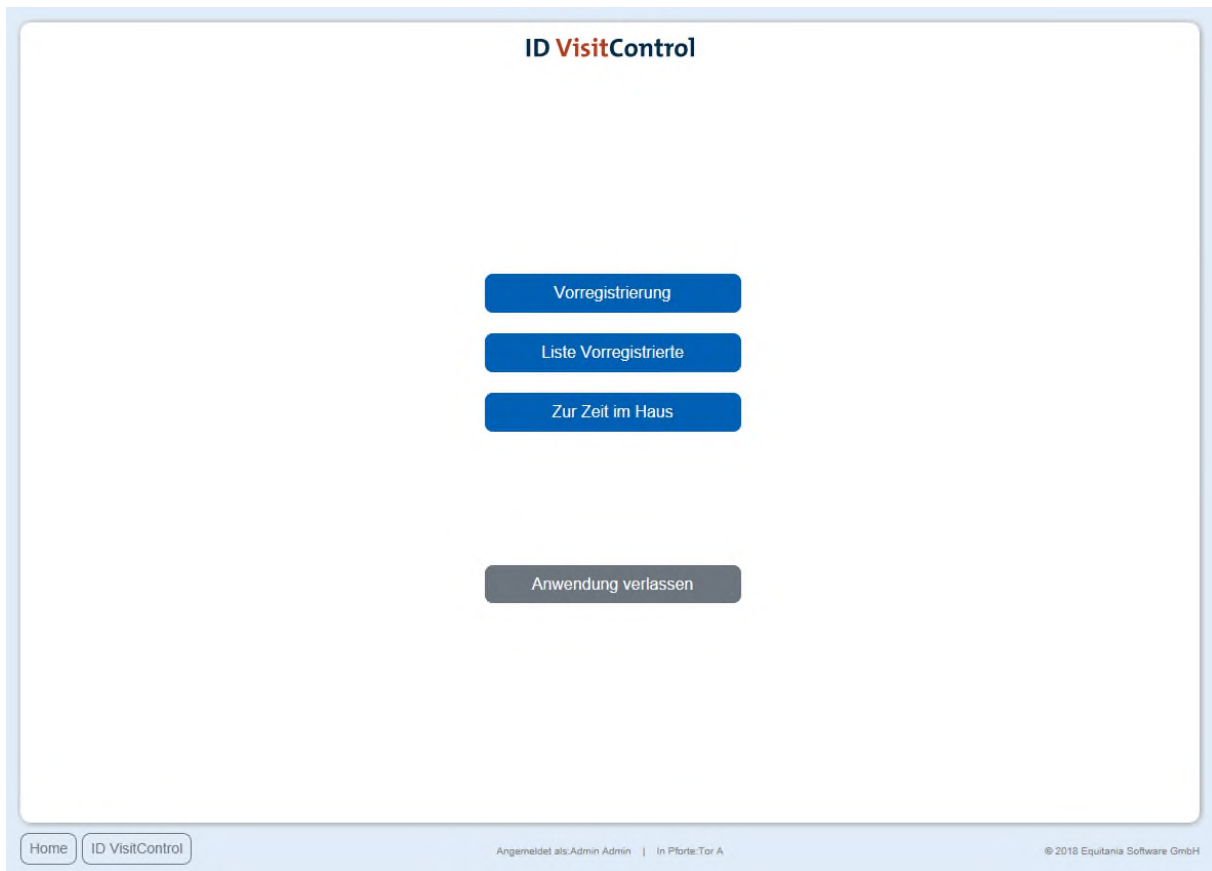 ID VisitControl
Vorregistrierung
Liste Vorregistrierte
Zur Zeit im Haus
Anwendung verlassen
Home ID VisitControl Angemeldet als:Admin Admin | In Pforte:Tor A © 2018 Equitania Software GmbH